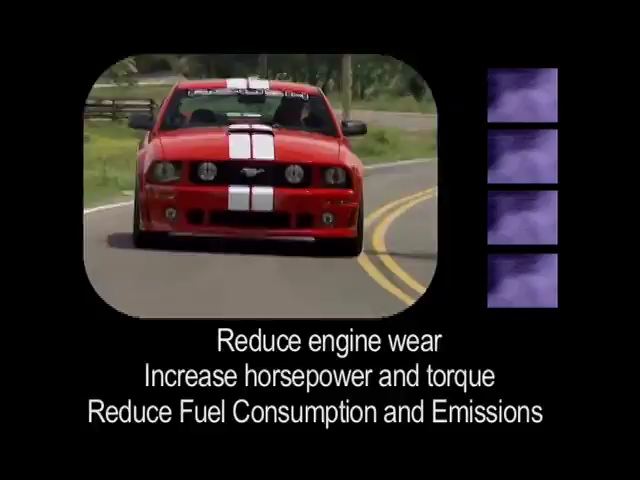 Reduce engine wear
Increase horsepower and torque
Reduce Fuel Consumption and Emissions